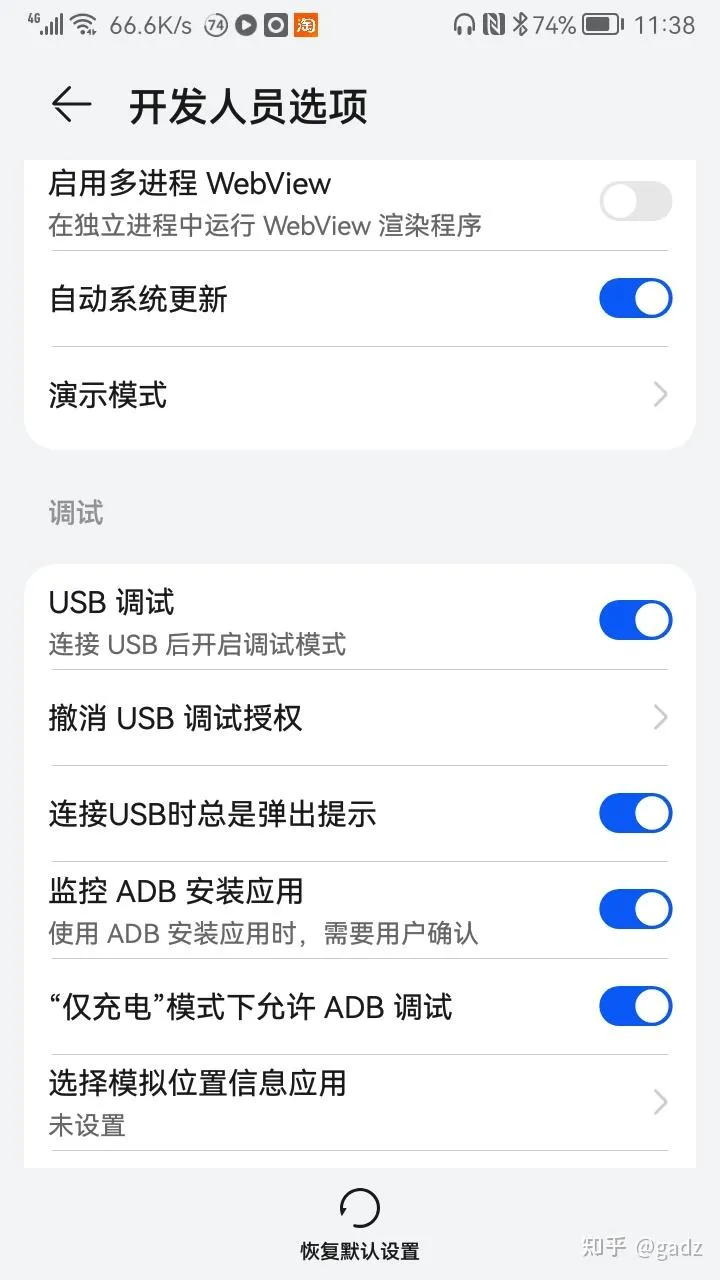 4G 66.6K/s 74 淘 74% 11:38
开发人员选项
启用多进程 WebView
在独立进程中运行 WebView 渲染程序
自动系统更新
演示模式
调试
USB 调试
连接 USB 后开启调试模式
撤消 USB 调试授权
连接USB时总是弹出提示
监控 ADB 安装应用
使用 ADB 安装应用时，需要用户确认
“仅充电”模式下允许 ADB 调试
选择模拟位置信息应用
未设置
恢复默认设置
知乎 @gadz